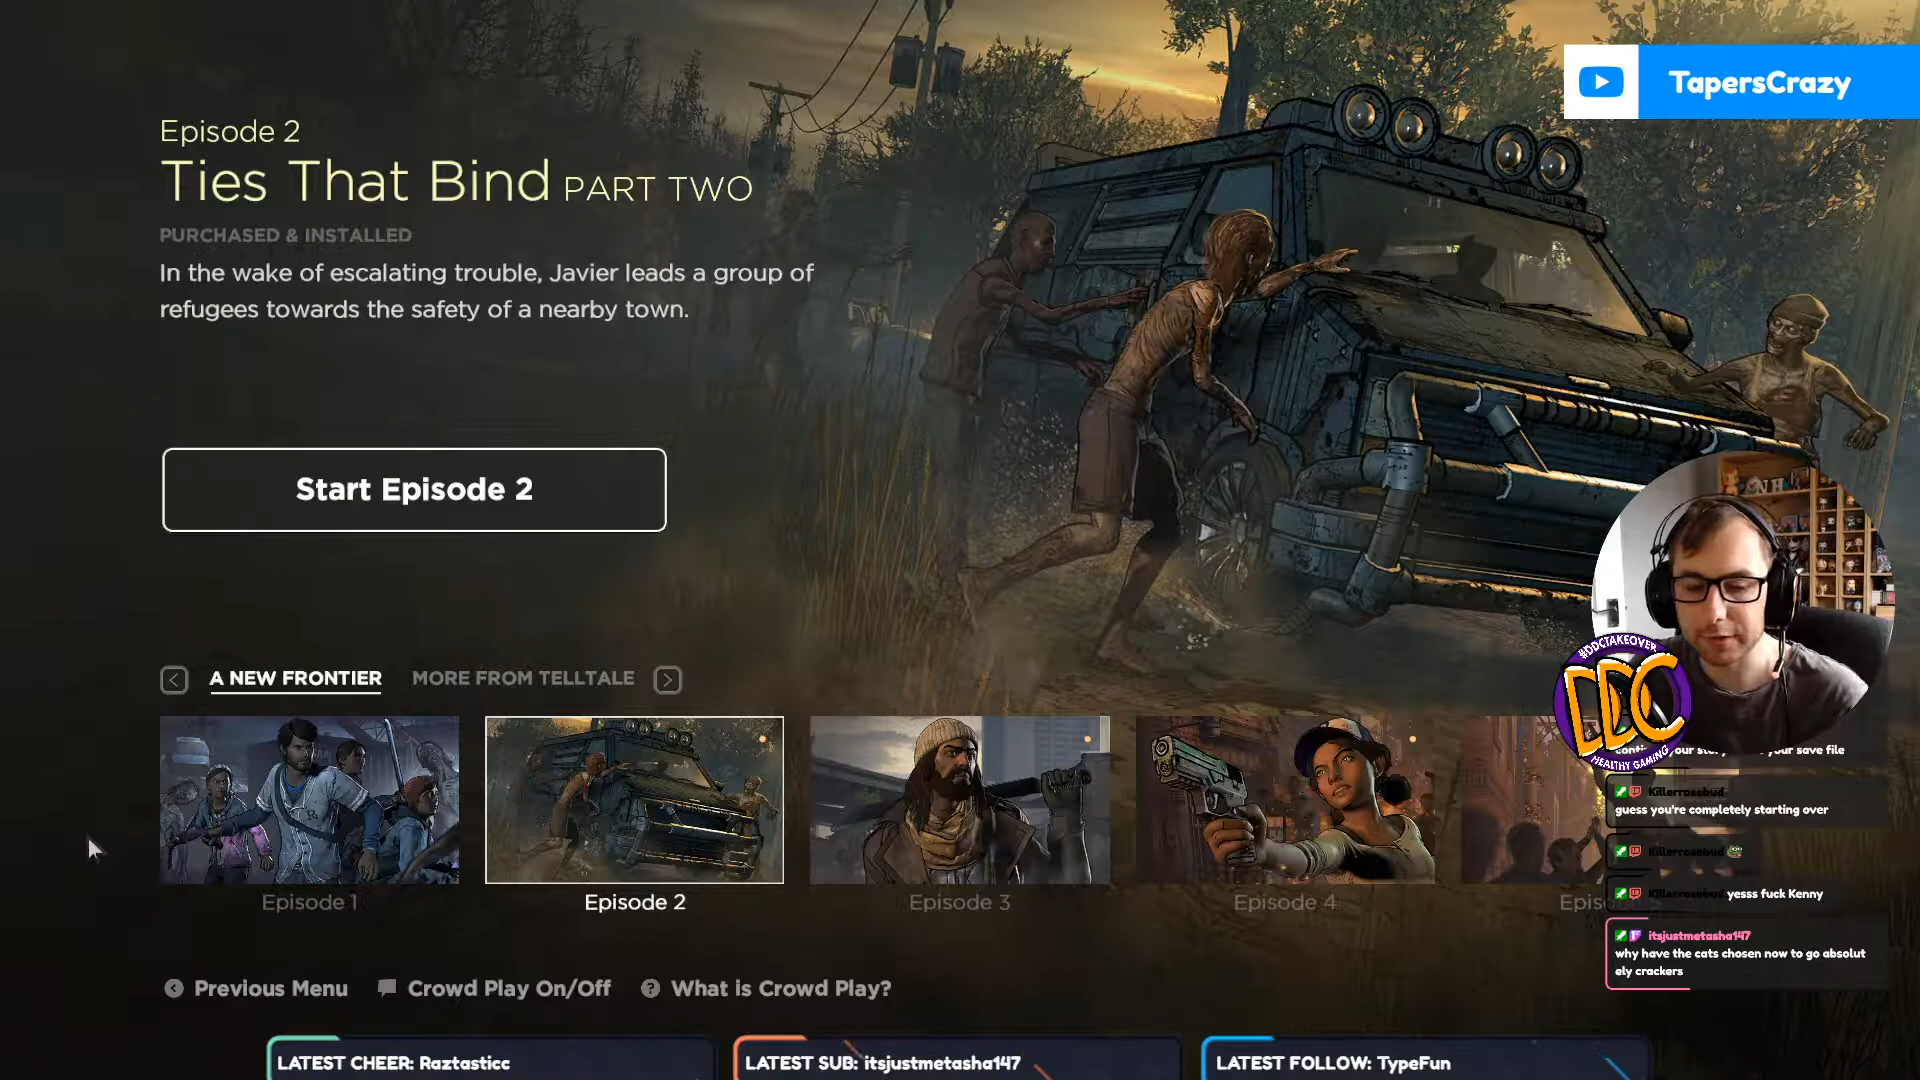 TapersCrazy
Episode 2
Ties That Bind PART TWO
PURCHASED & INSTALLED
In the wake of escalating trouble, Javier leads a group of
refugees towards the safety of a nearby town.
Start Episode 2
A NEW FRONTIER MORE FROM TELLTALE
Episode 1
Episode 2
Episode 3
Episode 4
NH
#DDCTAKEOVER
DDC
HEALTHY GAMING
your save file
Killerrosebud
guess you're completely starting over
Killerrosebud
Killerrosebud yesss fuck Kenny
itsjustmetasha147
why have the cats chosen now to go absolut
ely crackers
Previous Menu Crowd Play On/Off What is Crowd Play?
LATEST CHEER: Raztasticc
LATEST SUB: itsjustmetasha147
LATEST FOLLOW: TypeFun